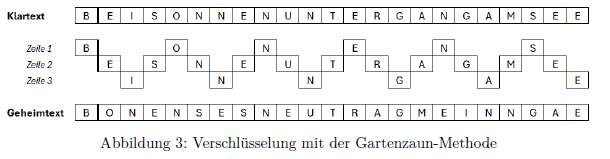 Klartext B E I S O N N E N U N T E R G A N G A M S E E
Zeile 1 B O N E N S
Zeile 2 E S N E U T R A G M E
Zeile 3 I N N G A E
Geheimtext B O N E N S E S N E U T R A G M E I N N G A E
Abbildung 3: Verschlüsselung mit der Gartenzaun-Methode